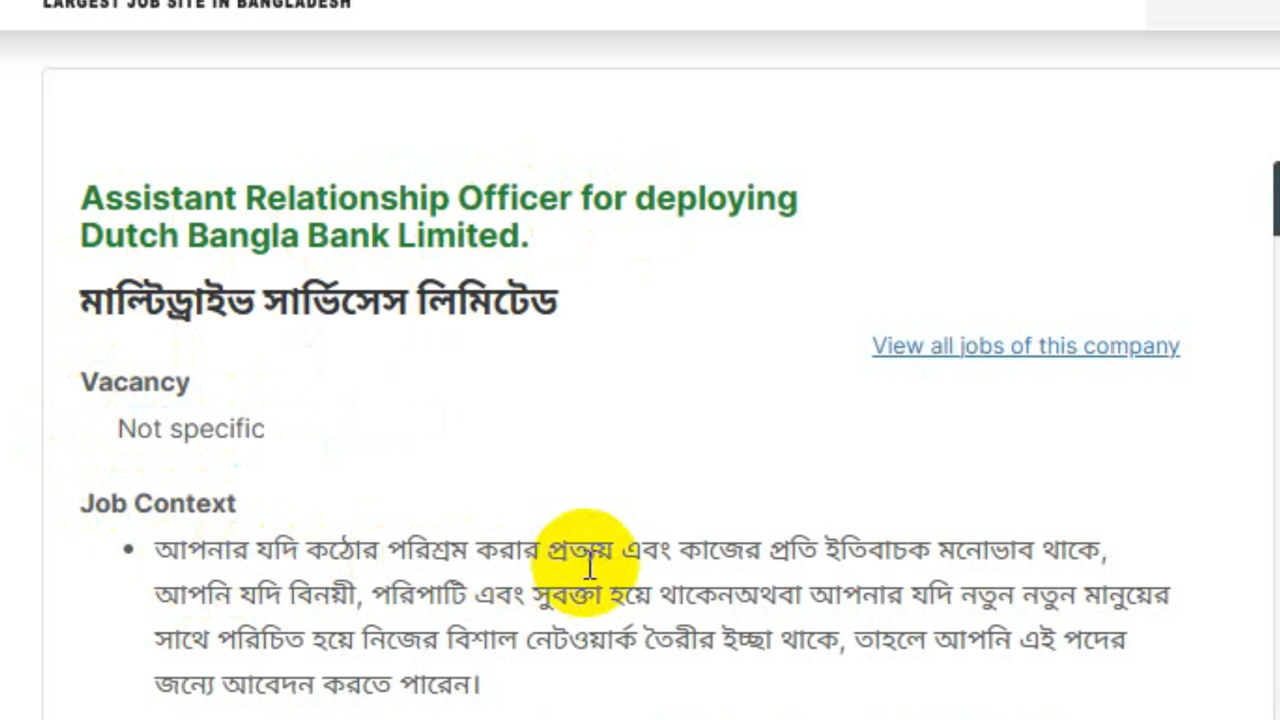 LARGEST JOB SITE IN BANGLADESH
Assistant Relationship Officer for deploying
Dutch Bangla Bank Limited.
মাল্টিড্রাইভ সার্ভিসেস লিমিটেড
View all jobs of this company
Vacancy
Not specific
Job Context
• আপনার যদি কঠোর পরিশ্রম করার প্রত্যয় এবং কাজের প্রতি ইতিবাচক মনোভাব থাকে,
আপনি যদি বিনয়ী, পরিপাটি এবং সুবক্তা হয়ে থাকেনঅথবা আপনার যদি নতুন নতুন মানুয়ের
সাথে পরিচিত হয়ে নিজের বিশাল নেটওয়ার্ক তৈরীর ইচ্ছা থাকে, তাহলে আপনি এই পদের
জন্যে আবেদন করতে পারেন।